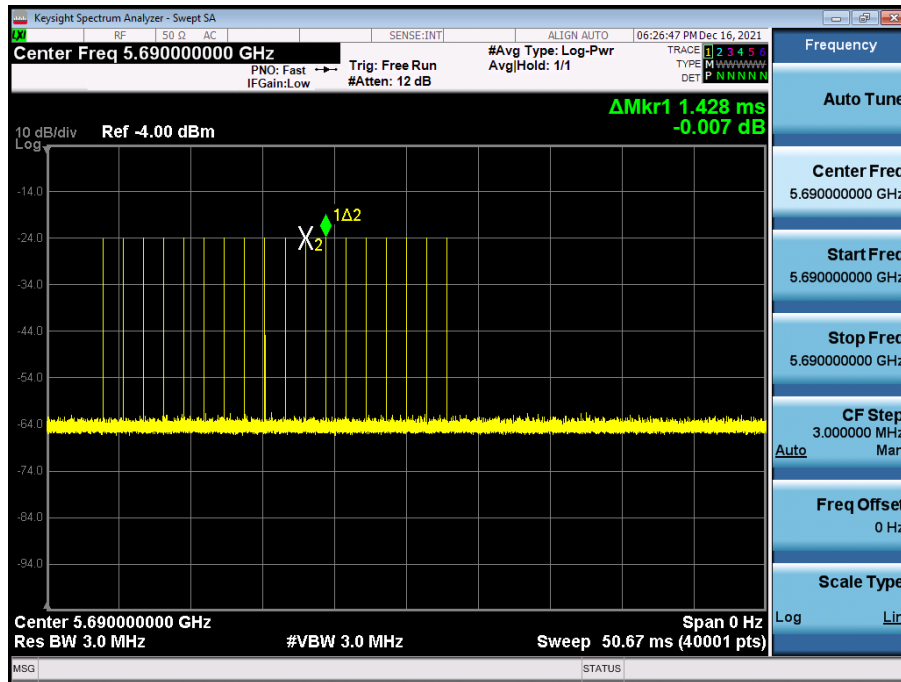 Keysight Spectrum Analyzer - Swept SA
LXI RF 50 Ω AC SENSE:INT ALIGN AUTO 06:26:47 PM Dec 16, 2021
Center Freq 5.690000000 GHz
PNO: Fast
IFGain:Low
Trig: Free Run
#Atten: 12 dB
#Avg Type: Log-Pwr
Avg|Hold: 1/1
TRACE 1 2 3 4 5 6
TYPE M WWWWW
DET P N N N N N
ΔMkr1 1.428 ms
-0.007 dB
10 dB/div Ref -4.00 dBm
Log
-14.0
-24.0
-34.0
-44.0
-54.0
-64.0
-74.0
-84.0
-94.0
1Δ2
X2
Center 5.690000000 GHz Span 0 Hz
Res BW 3.0 MHz #VBW 3.0 MHz Sweep 50.67 ms (40001 pts)
MSG STATUS
Frequency
Auto Tune
Center Freq
5.690000000 GHz
Start Freq
5.690000000 GHz
Stop Freq
5.690000000 GHz
CF Step
3.000000 MHz
Auto Man
Freq Offset
0 Hz
Scale Type
Log Lin